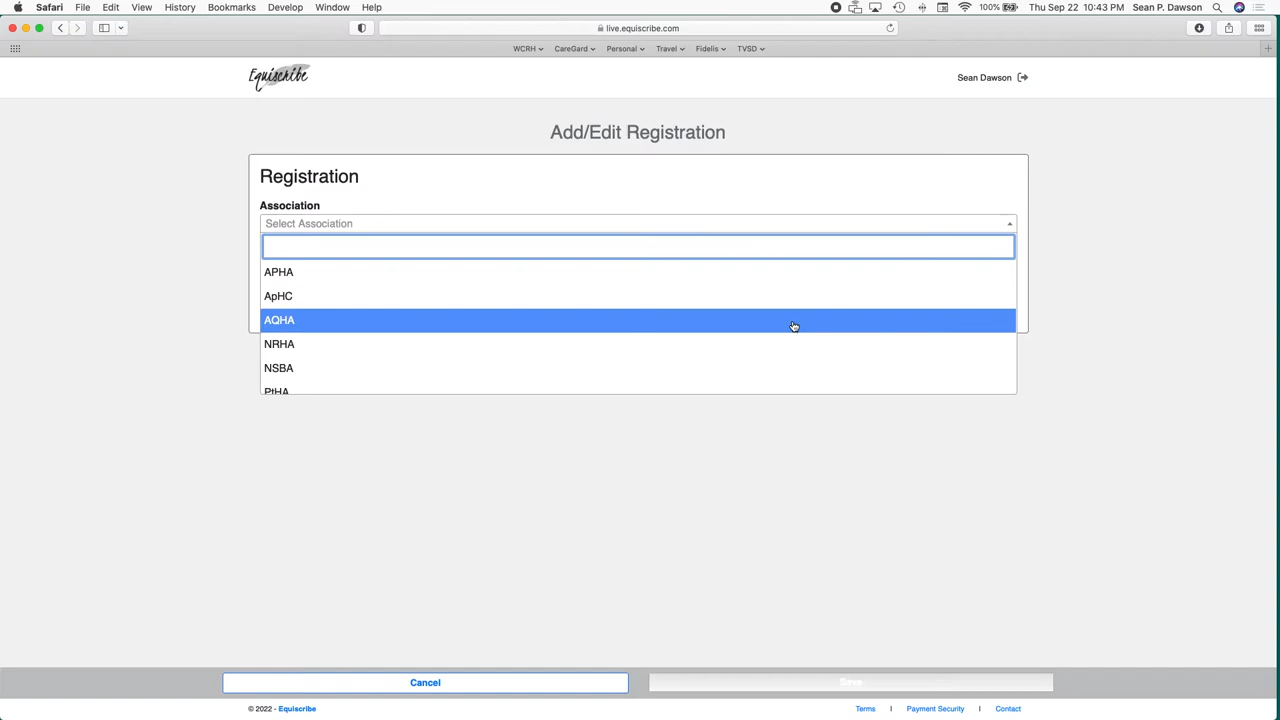 Safari File Edit View History Bookmarks Develop Window Help 100% Thu Sep 22 10:43 PM Sean P. Dawson
live.equiscribe.com
WCRH CareGard Personal Travel Fidelis TVSD
Equiscribe Sean Dawson
Add/Edit Registration
Registration
Association
Select Association
APHA
ApHC
AQHA
NRHA
NSBA
PtHA
Cancel Save
© 2022 - Equiscribe Terms | Payment Security | Contact